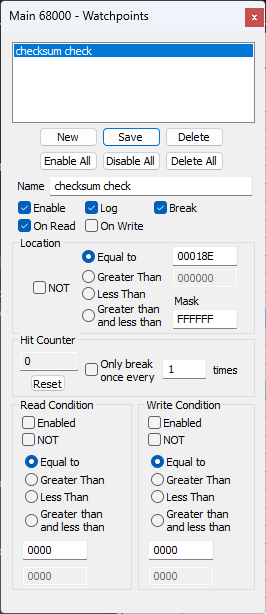 Main 68000 - Watchpoints
x
checksum check
New Save Delete
Enable All Disable All Delete All
Name checksum check
Enable Log Break
On Read On Write
Location
NOT
Equal to 00018E
Greater Than 000000
Less Than Mask
Greater than
and less than FFFFFF
Hit Counter
0
Reset
Only break
once every 1 times
Read Condition
Enabled
NOT
Equal to
Greater Than
Less Than
Greater than
and less than
0000
0000
Write Condition
Enabled
NOT
Equal to
Greater Than
Less Than
Greater than
and less than
0000
0000